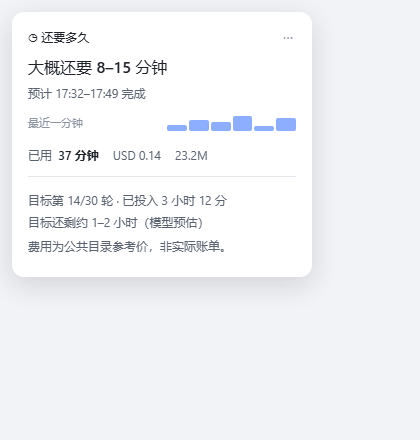 ◷ 还要多久 ···
大概还要 8–15 分钟
预计 17:32–17:49 完成
最近一分钟
已用 37 分钟 USD 0.14 23.2M
目标第 14/30 轮 · 已投入 3 小时 12 分
目标还剩约 1–2 小时（模型预估）
费用为公共目录参考价，非实际账单。